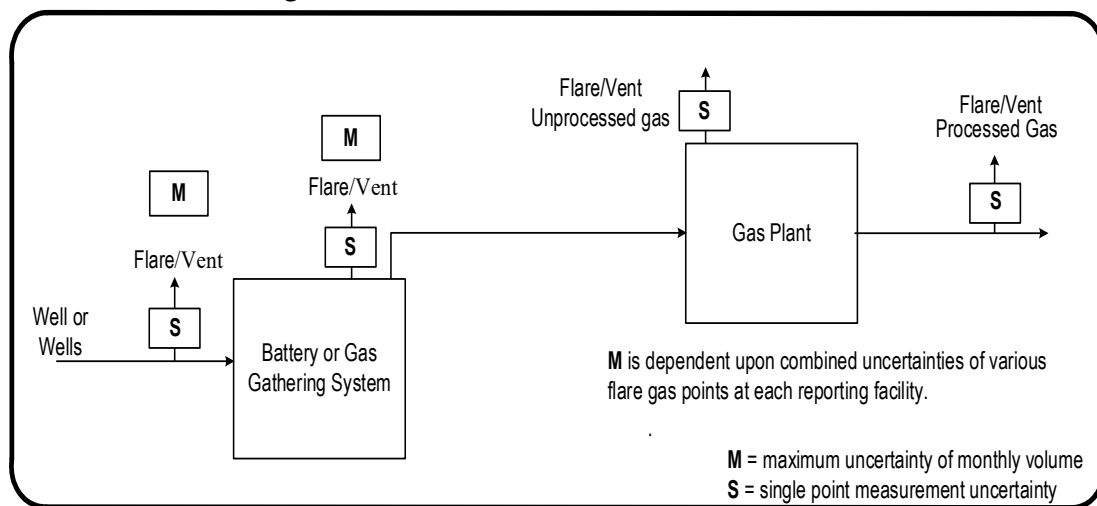 Flare/Vent
Unprocessed gas
S
Flare/Vent
Processed Gas
S
M
Flare/Vent
S
M
Flare/Vent
S
Well or
Wells
Battery or Gas
Gathering System
Gas Plant
M is dependent upon combined uncertainties of various
flare gas points at each reporting facility.
.
M = maximum uncertainty of monthly volume
S = single point measurement uncertainty